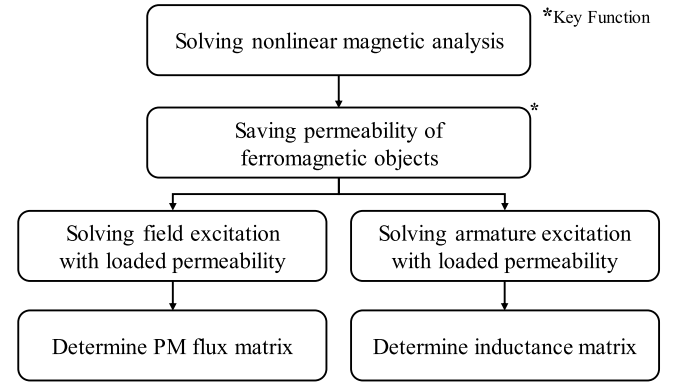 *Key Function
Solving nonlinear magnetic analysis
*
Saving permeability of
ferromagnetic objects
Solving field excitation
with loaded permeability
Solving armature excitation
with loaded permeability
Determine PM flux matrix
Determine inductance matrix